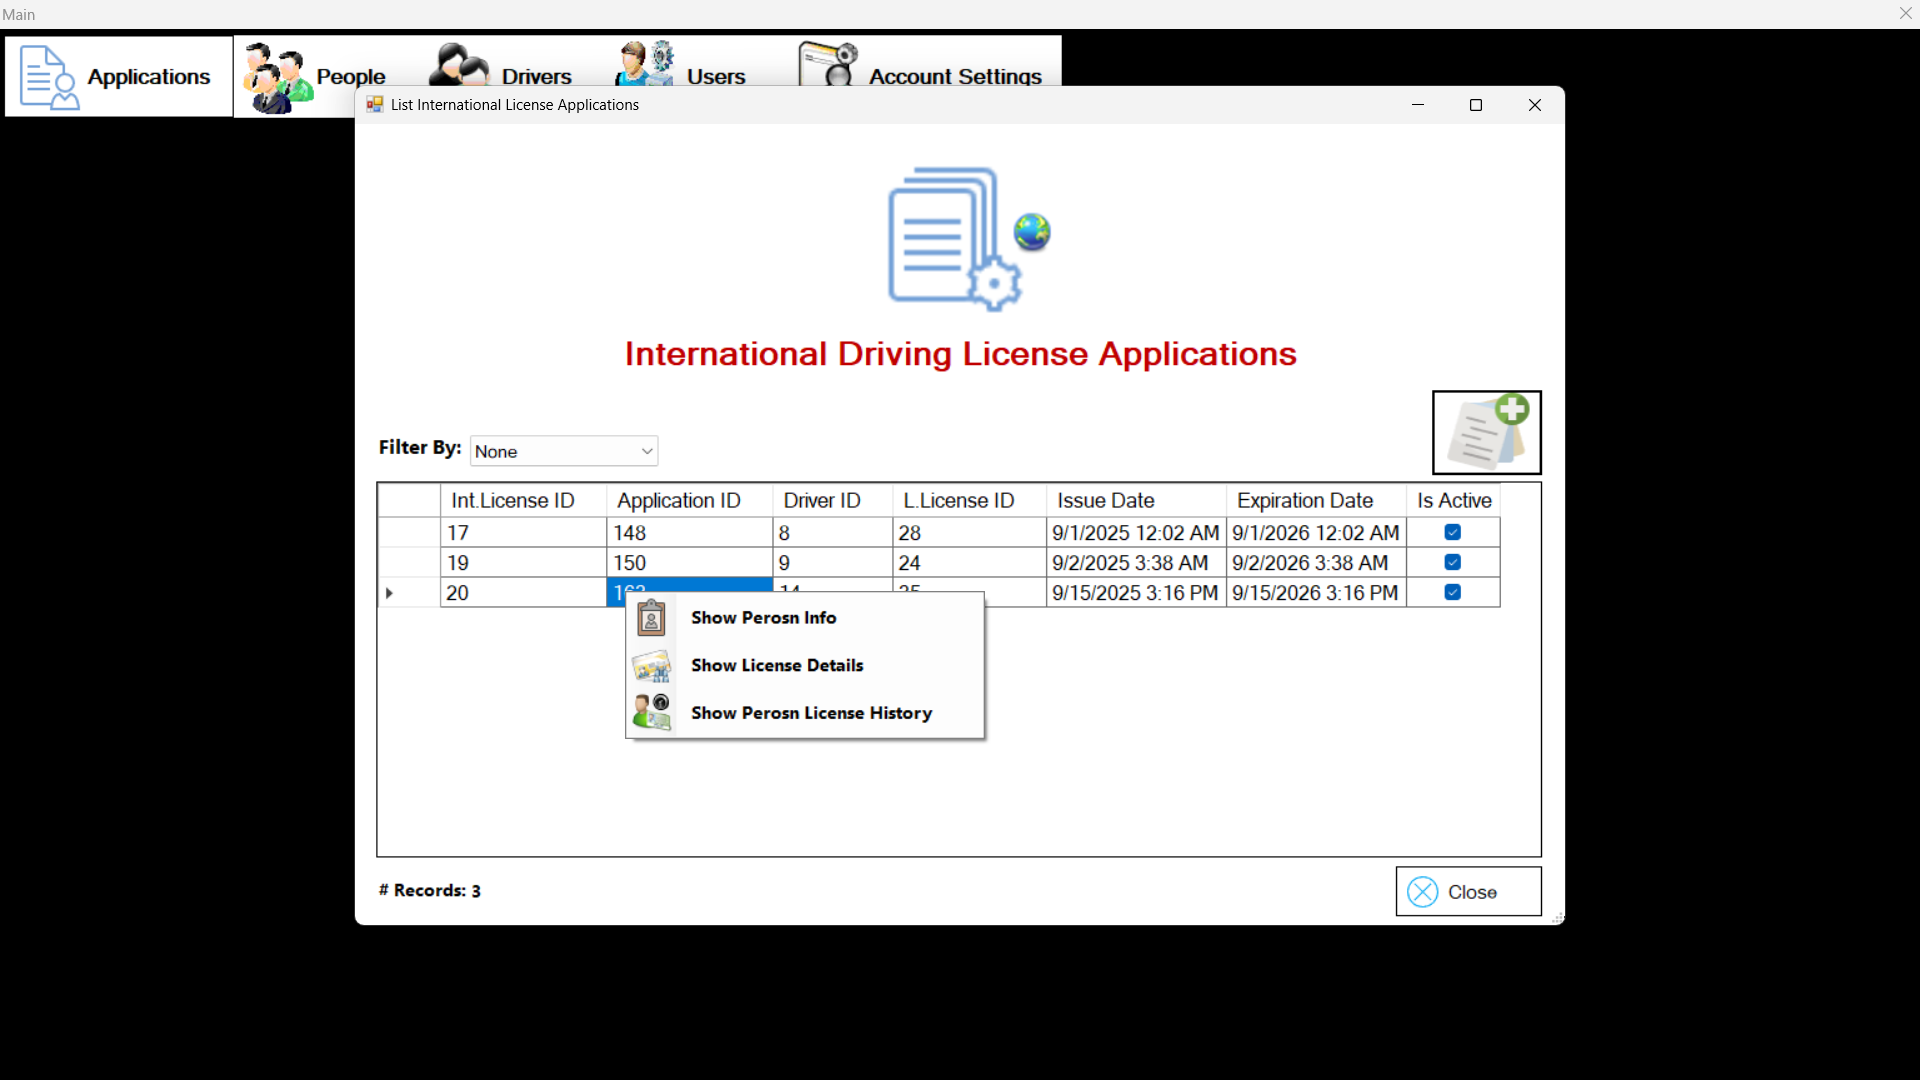 Main
Applications People Drivers Users Account Settings
List International License Applications
International Driving License Applications
Filter By: None
Int.License ID Application ID Driver ID L.License ID Issue Date Expiration Date Is Active
17 148 8 28 9/1/2025 12:02 AM 9/1/2026 12:02 AM
19 150 9 24 9/2/2025 3:38 AM 9/2/2026 3:38 AM
20 9/15/2025 3:16 PM 9/15/2026 3:16 PM
Show Perosn Info
Show License Details
Show Perosn License History
# Records: 3
Close